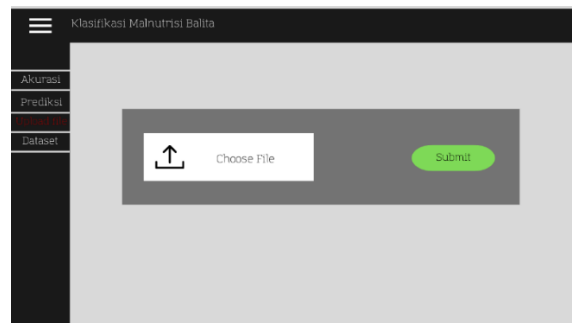 Klasifikasi Malnutrisi Balita
Akurasi
Prediksi
Dataset
Choose File
Submit